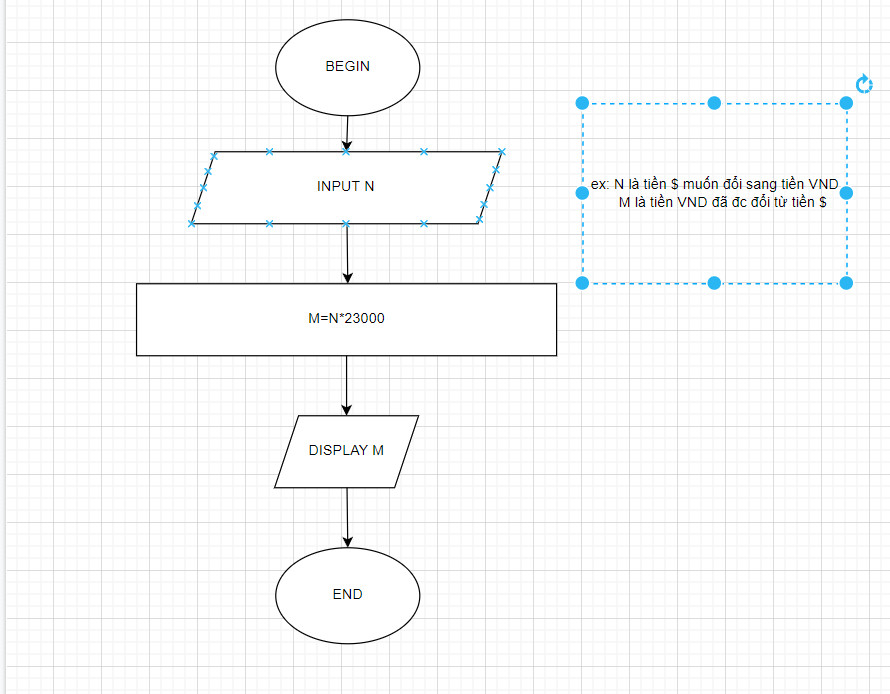 BEGIN
INPUT N
ex: N là tiền $ muốn đổi sang tiền VND
M là tiền VND đã đc đổi từ tiền $
M=N*23000
DISPLAY M
END